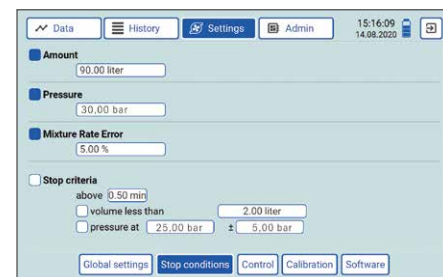 Data History Settings Admin 15:16:09
14.08.2020
Amount
90.00 liter
Pressure
30,00 bar
Mixture Rate Error
5.00 %
Stop criteria
above 0.50 min
volume less than 2.00 liter
pressure at 25,00 bar ± 5,00 bar
Global settings Stop conditions Control Calibration Software